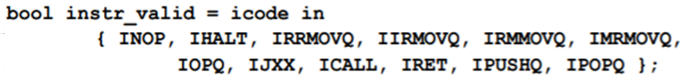 bool instr_valid = icode in
{ INOP, IHALT, IRRMOVQ, IIRMOVQ, IRMMOVQ, IMRMOVQ,
IOPQ, IJXX, ICALL, IRET, IPUSHQ, IPOPQ };